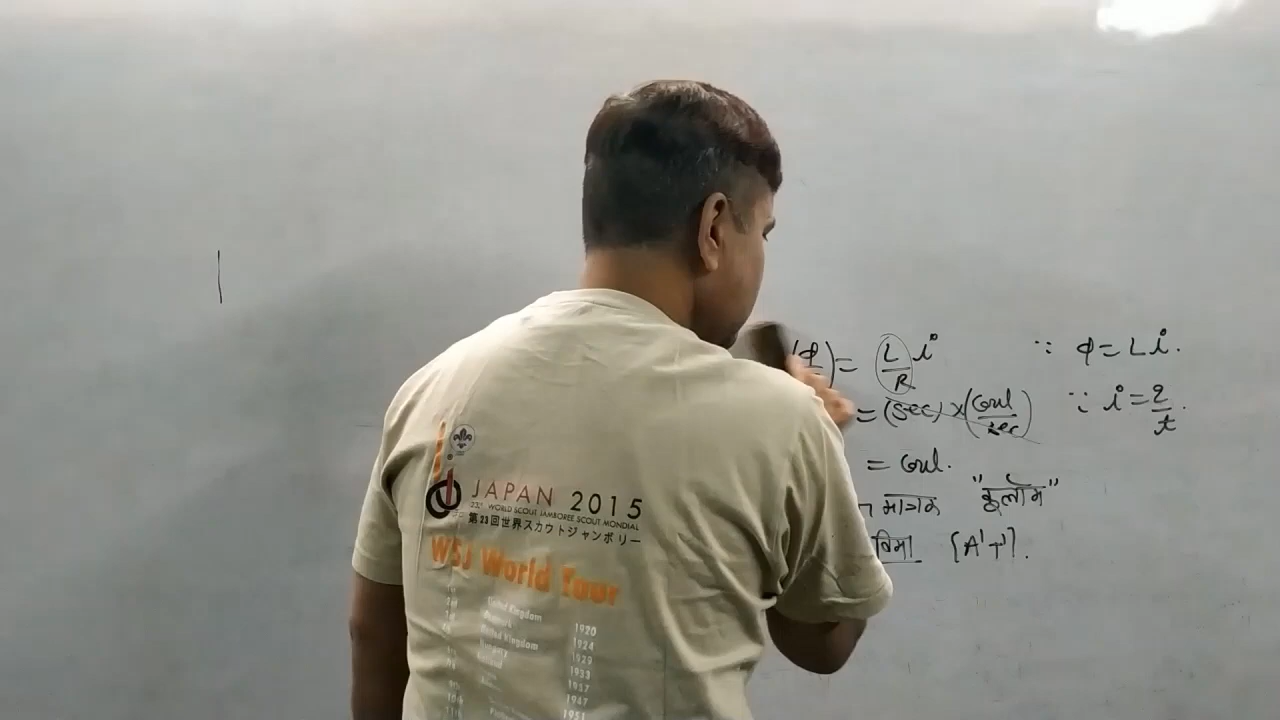 (φ/ ) = (L/R) i ∵ φ = Li.
= (sec) × (Coul/sec) ∵ i = q/t.
= Coul.
मात्रक "कुलॉम"
विमा [A¹T¹].
JAPAN 2015
23RD WORLD SCOUT JAMBOREE SCOUT MONDIAL
第23回世界スカウトジャンボリー
WSJ World Tour
United Kingdom 1920
1924
United Kingdom 1929
Hungary 1933
1937
1947
1951